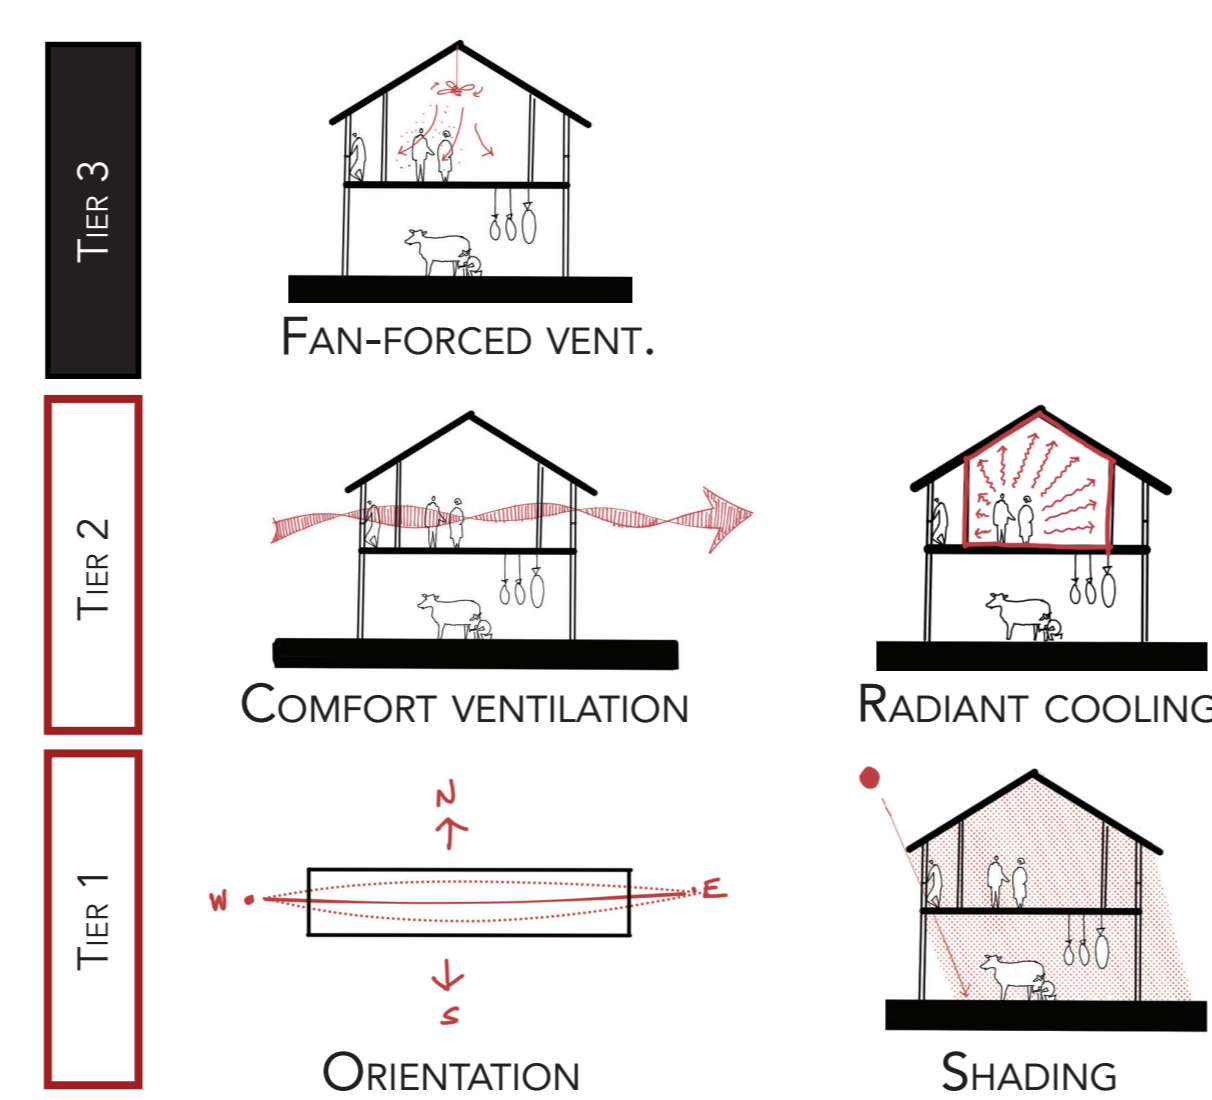 Tier 3
Fan-forced vent.
Tier 2
Comfort ventilation
Radiant cooling
Tier 1
N
W
E
S
Orientation
Shading